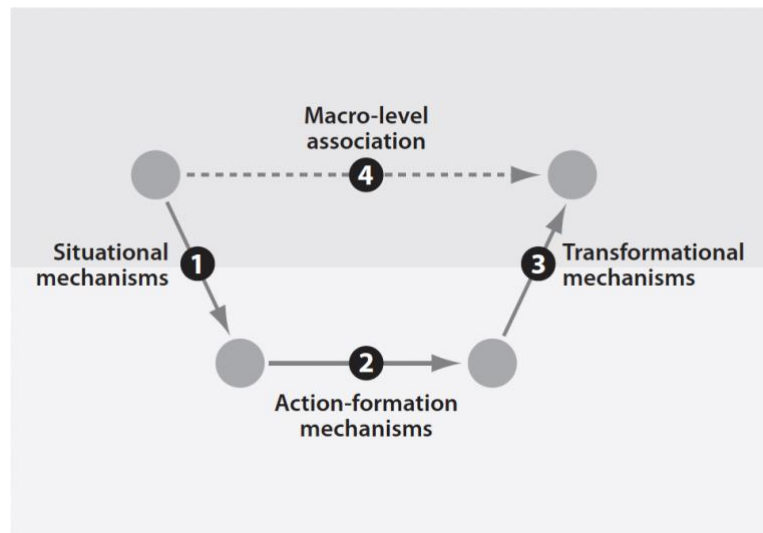 Macro-level
association
4
Situational
mechanisms
1
3
Transformational
mechanisms
2
Action-formation
mechanisms